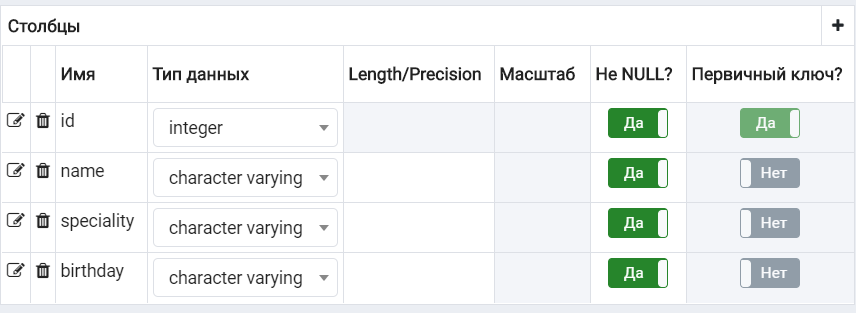 Столбцы
Имя Тип данных Length/Precision Масштаб Не NULL? Первичный ключ?
id integer Да Да
name character varying Да Нет
speciality character varying Да Нет
birthday character varying Да Нет